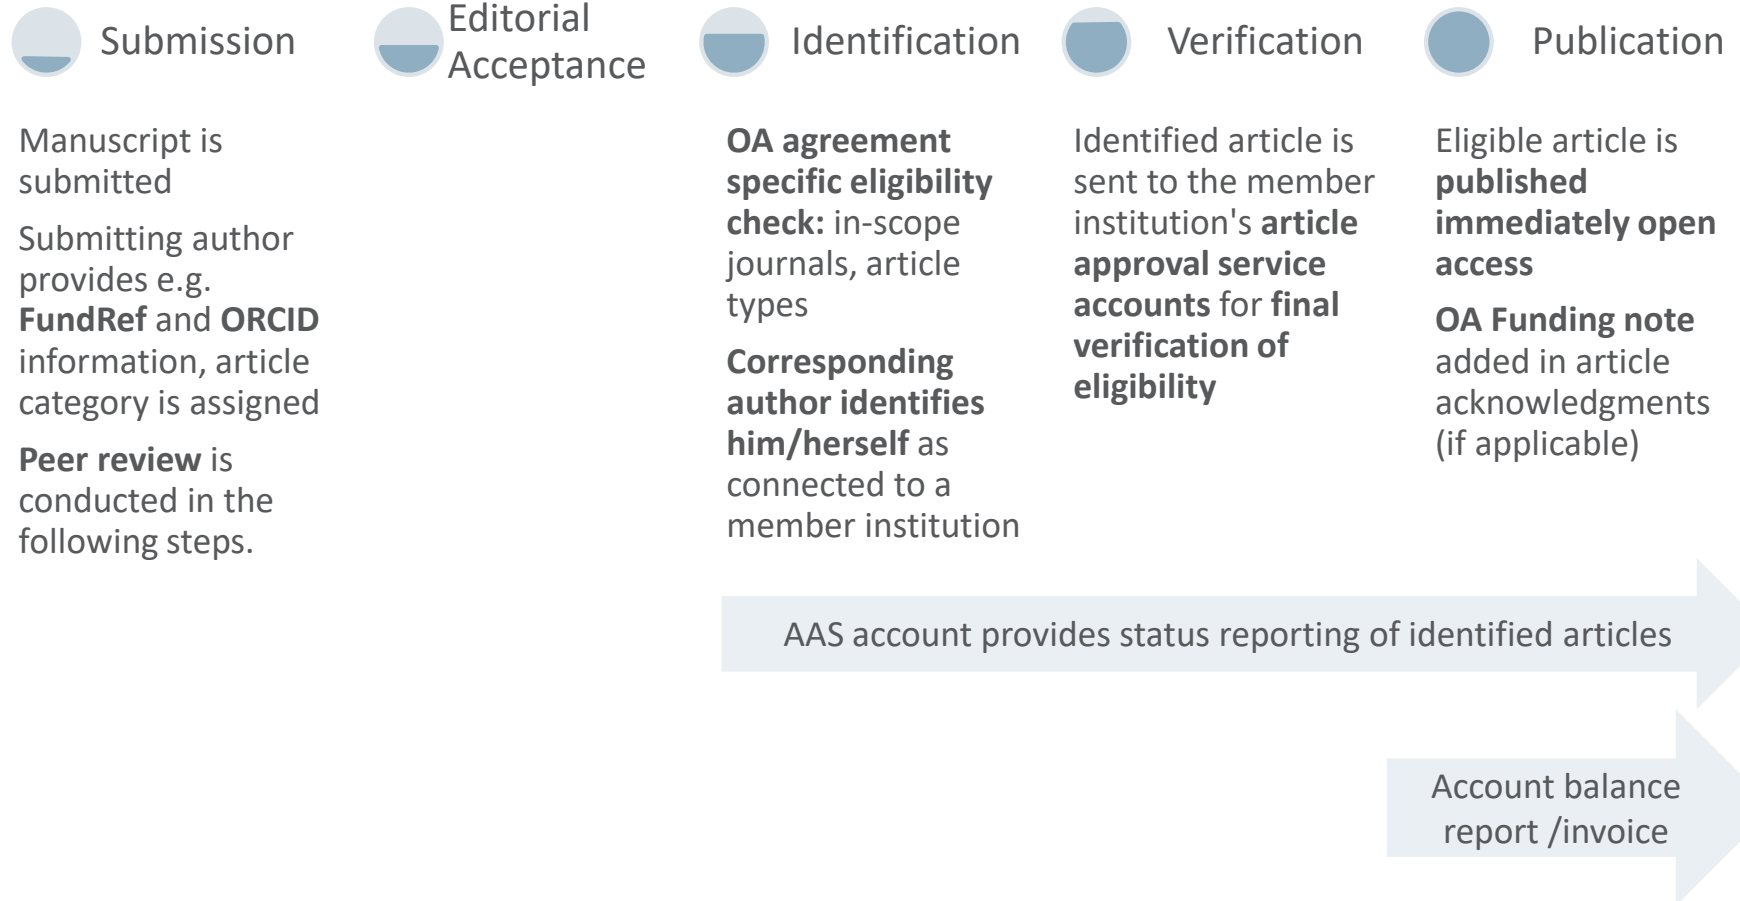 Submission
Editorial
Acceptance
Identification
Verification
Publication
Manuscript is
submitted
Submitting author
provides e.g.
FundRef and ORCID
information, article
category is assigned
Peer review is
conducted in the
following steps.
OA agreement
specific eligibility
check: in-scope
journals, article
types
Corresponding
author identifies
him/herself as
connected to a
member institution
Identified article is
sent to the member
institution's article
approval service
accounts for final
verification of
eligibility
Eligible article is
published
immediately open
access
OA Funding note
added in article
acknowledgments
(if applicable)
AAS account provides status reporting of identified articles
Account balance
report /invoice